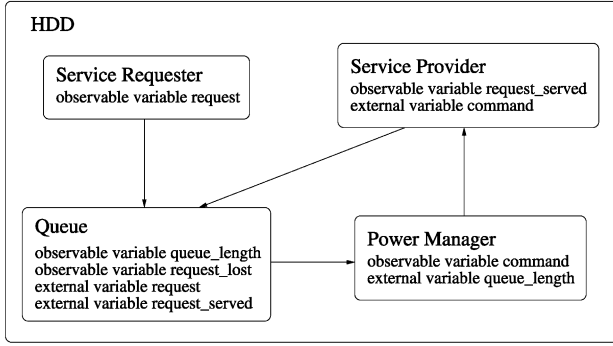 HDD
Service Requester
observable variable request
Service Provider
observable variable request_served
external variable command
Queue
observable variable queue_length
observable variable request_lost
external variable request
external variable request_served
Power Manager
observable variable command
external variable queue_length